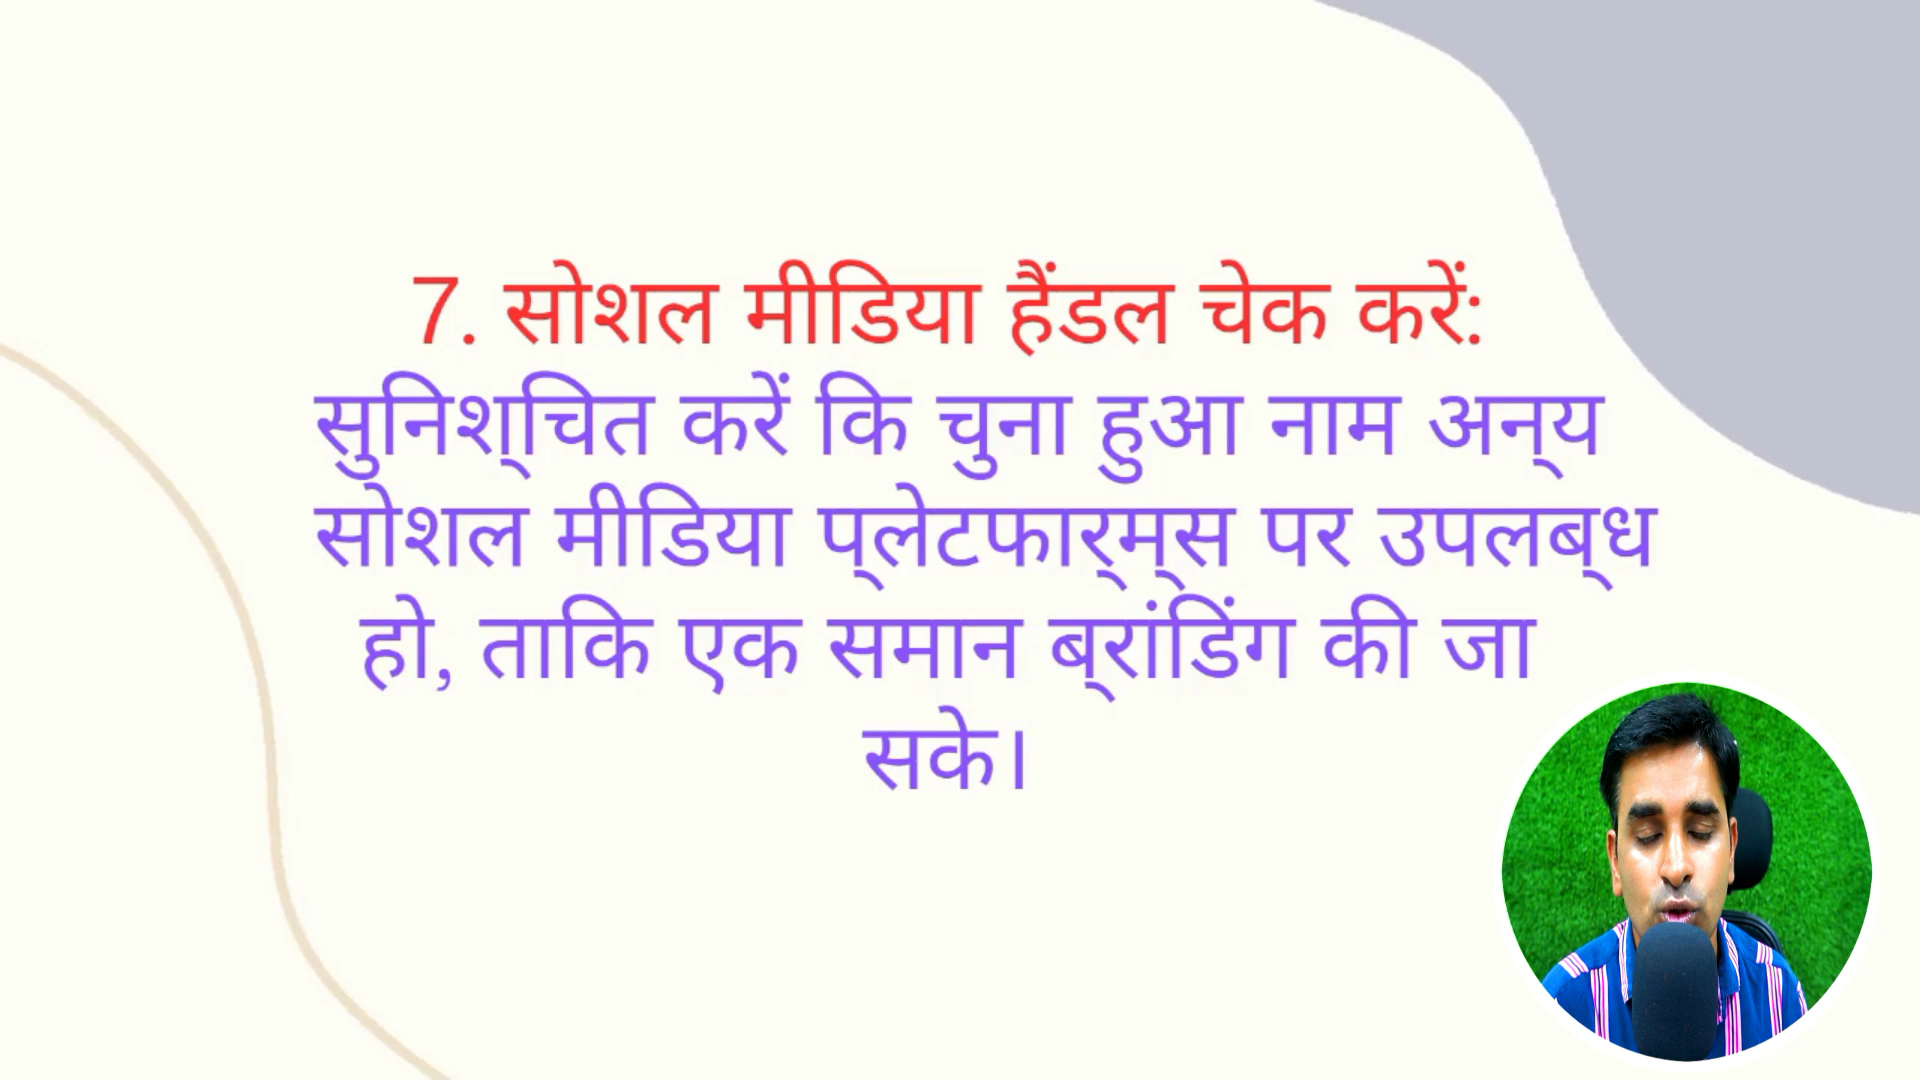 7. सोशल मीडिया हैंडल चेक करें:
सुनिश्चित करें कि चुना हुआ नाम अन्य
सोशल मीडिया प्लेटफार्म्स पर उपलब्ध
हो, ताकि एक समान ब्रांडिंग की जा
सके।